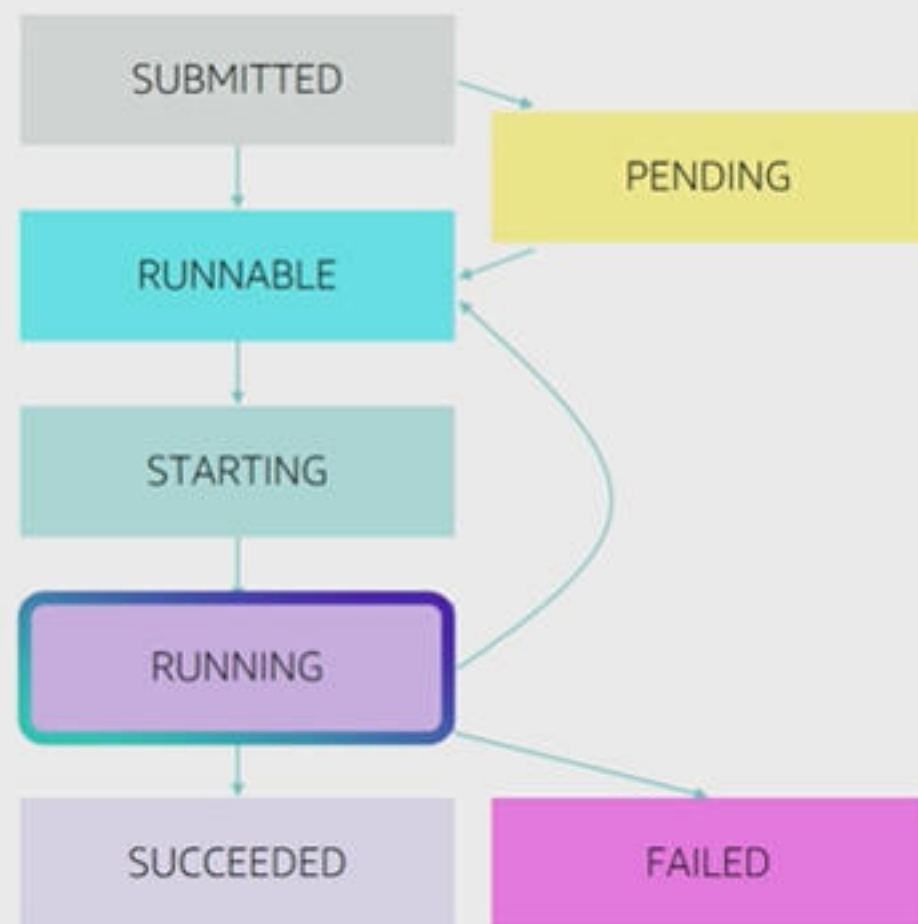 SUBMITTED
PENDING
RUNNABLE
STARTING
RUNNING
SUCCEEDED
FAILED